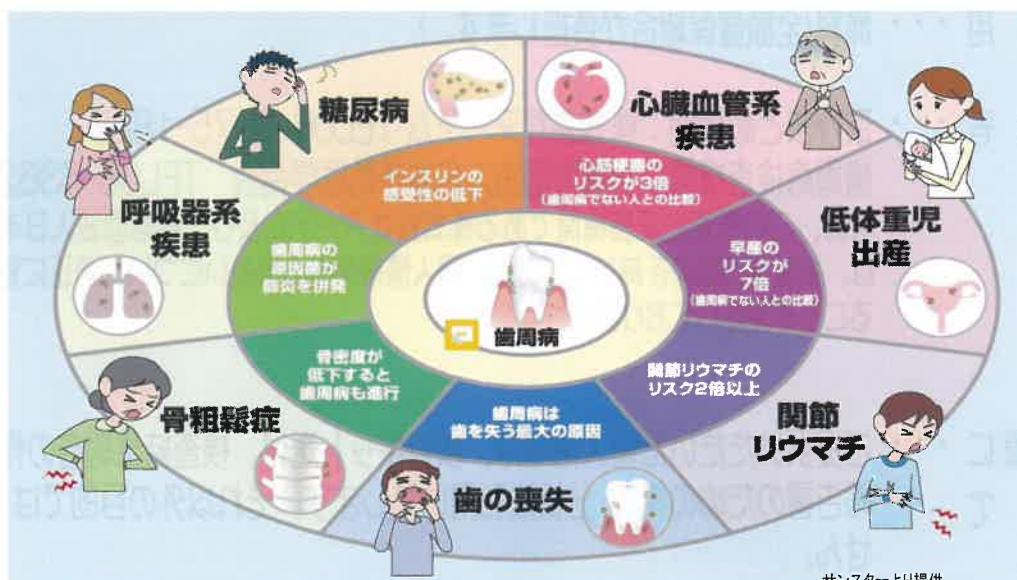 糖尿病
心臓血管系
疾患
呼吸器系
疾患
低体重児
出産
インスリンの
感受性の低下
心筋梗塞の
リスクが3倍
(歯周病でない人との比較)
歯周病の
原因菌が
肺炎を併発
早産の
リスクが
7倍
(歯周病でない人との比較)
歯周病
骨密度が
低下すると
歯周病も進行
関節リウマチの
リスク2倍以上
歯周病は
歯を失う最大の原因
骨粗鬆症
関節
リウマチ
歯の喪失
サンスターより提供